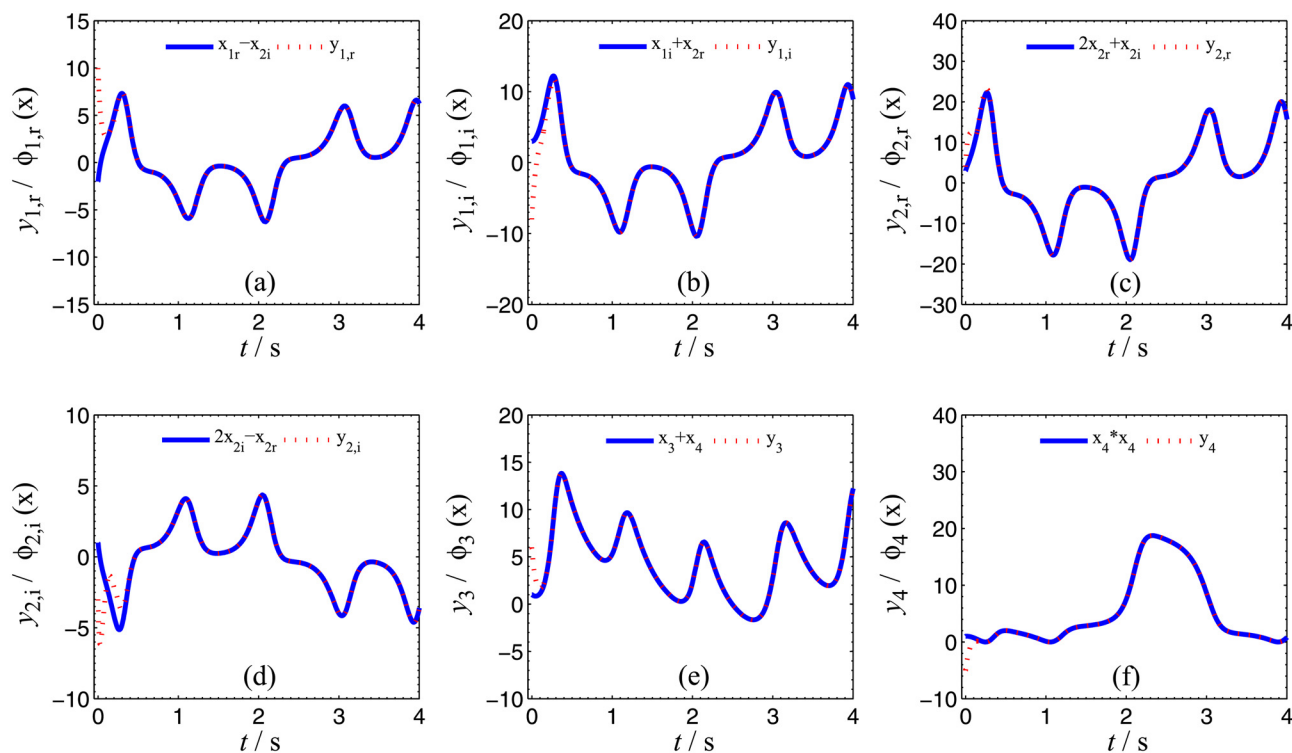 x1r−x2i y1,r
15
10
5
0
−5
−10
−15
y1,r / ϕ1,r(x)
(a)
0 1 2 3 4
t / s
x1i+x2r y1,i
20
10
0
−10
−20
y1,i / ϕ1,i(x)
(b)
0 1 2 3 4
t / s
2x2r+x2i y2,r
40
30
20
10
0
−10
−20
−30
y2,r / ϕ2,r(x)
(c)
0 1 2 3 4
t / s
2x2i−x2r y2,i
10
5
0
−5
−10
y2,i / ϕ2,i(x)
(d)
0 1 2 3 4
t / s
x3+x4 y3
20
15
10
5
0
−5
−10
y3 / ϕ3(x)
(e)
0 1 2 3 4
t / s
x4*x4 y4
40
30
20
10
0
−10
y4 / ϕ4(x)
(f)
0 1 2 3 4
t / s